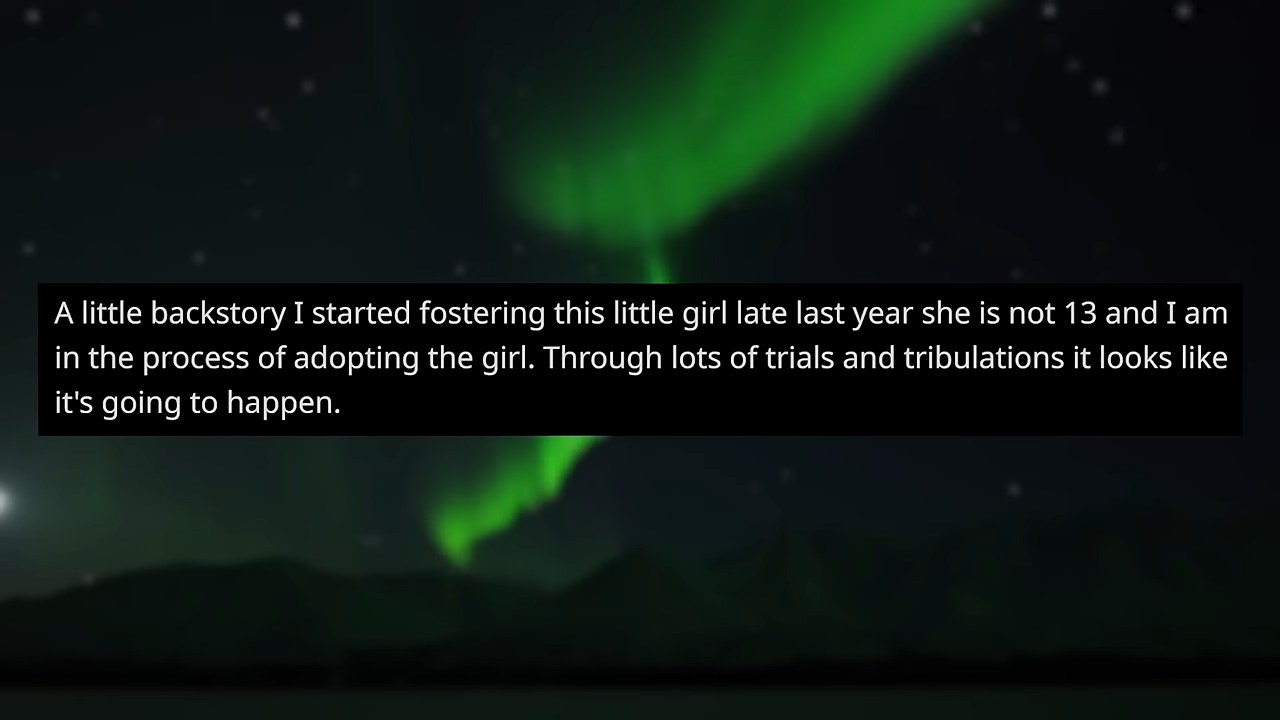 A little backstory I started fostering this little girl late last year she is not 13 and I am
in the process of adopting the girl. Through lots of trials and tribulations it looks like
it's going to happen.